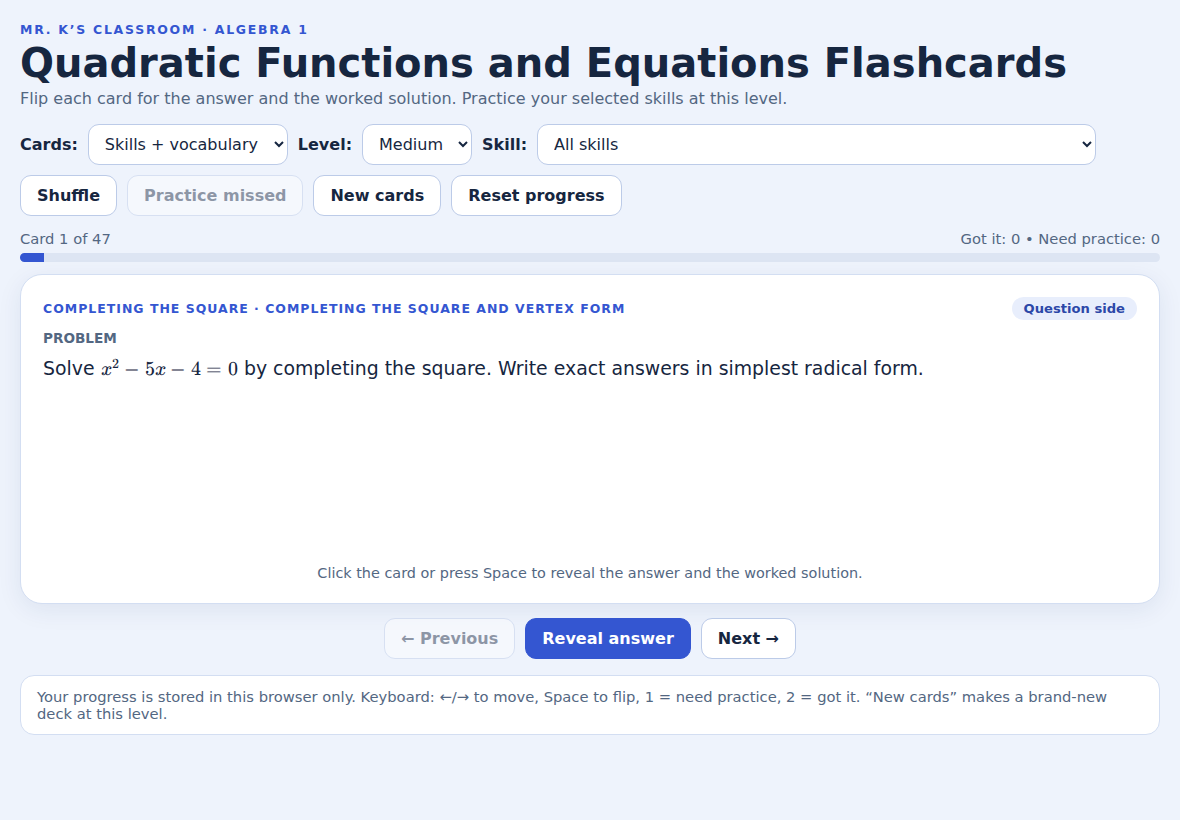 MR. K’S CLASSROOM · ALGEBRA 1
Quadratic Functions and Equations Flashcards
Flip each card for the answer and the worked solution. Practice your selected skills at this level.
Cards: Skills + vocabulary Level: Medium Skill: All skills
Shuffle Practice missed New cards Reset progress
Card 1 of 47 Got it: 0 • Need practice: 0
COMPLETING THE SQUARE · COMPLETING THE SQUARE AND VERTEX FORM Question side
PROBLEM
Solve x² − 5x − 4 = 0 by completing the square. Write exact answers in simplest radical form.
Click the card or press Space to reveal the answer and the worked solution.
← Previous Reveal answer Next →
Your progress is stored in this browser only. Keyboard: ←/→ to move, Space to flip, 1 = need practice, 2 = got it. “New cards” makes a brand-new
deck at this level.